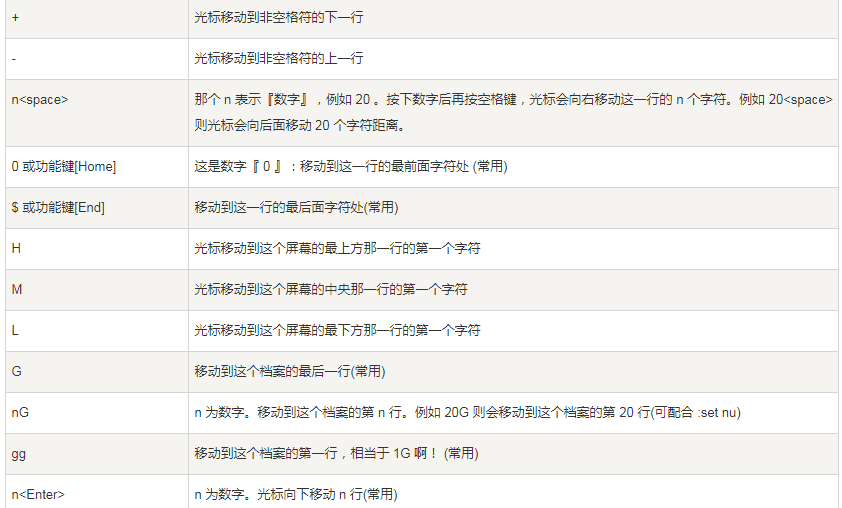 + 光标移动到非空格符的下一行
- 光标移动到非空格符的上一行
n<space> 那个 n 表示『数字』，例如 20 。按下数字后再按空格键，光标会向右移动这一行的 n 个字符。例如 20<space>
则光标会向后面移动 20 个字符距离。
0 或功能键[Home] 这是数字『 0 』：移动到这一行的最前面字符处 (常用)
$ 或功能键[End] 移动到这一行的最后面字符处(常用)
H 光标移动到这个屏幕的最上方那一行的第一个字符
M 光标移动到这个屏幕的中央那一行的第一个字符
L 光标移动到这个屏幕的最下方那一行的第一个字符
G 移动到这个档案的最后一行(常用)
nG n 为数字。移动到这个档案的第 n 行。例如 20G 则会移动到这个档案的第 20 行(可配合 :set nu)
gg 移动到这个档案的第一行，相当于 1G 啊！ (常用)
n<Enter> n 为数字。光标向下移动 n 行(常用)